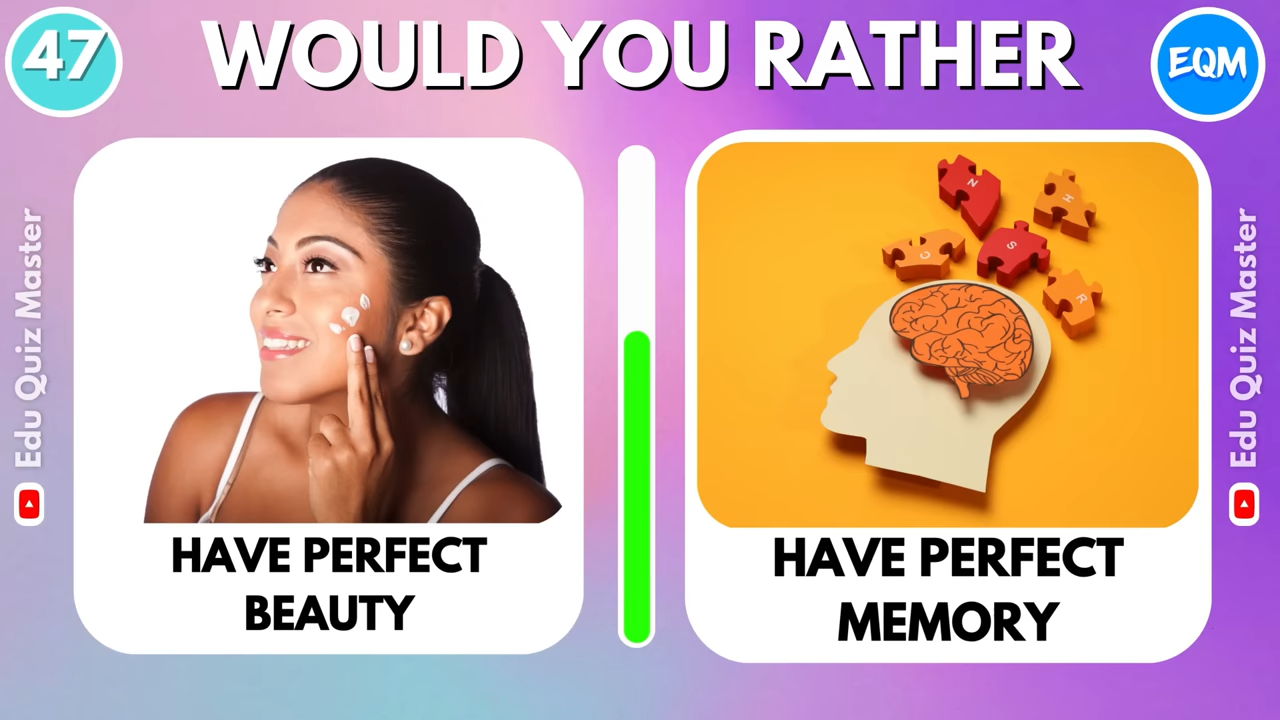 47
WOULD YOU RATHER
EQM
Edu Quiz Master
N
H
C
S
R
Edu Quiz Master
HAVE PERFECT
BEAUTY
HAVE PERFECT
MEMORY